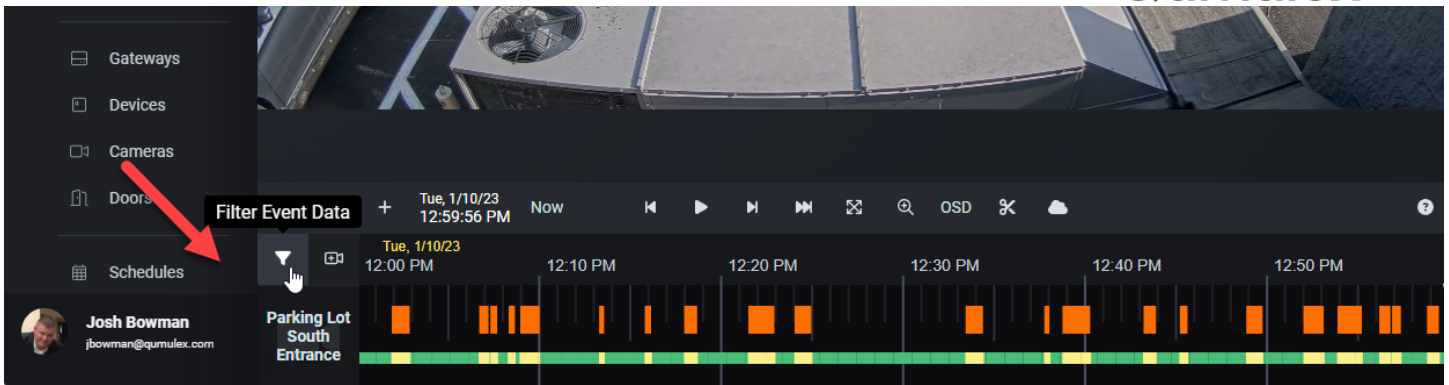 Gateways
Devices
Cameras
Doors
Filter Event Data
Tue, 1/10/23
12:59:56 PM
Now
OSD
?
Schedules
Tue, 1/10/23
12:00 PM 12:10 PM 12:20 PM 12:30 PM 12:40 PM 12:50 PM
Josh Bowman
jbowman@qumulex.com
Parking Lot
South
Entrance